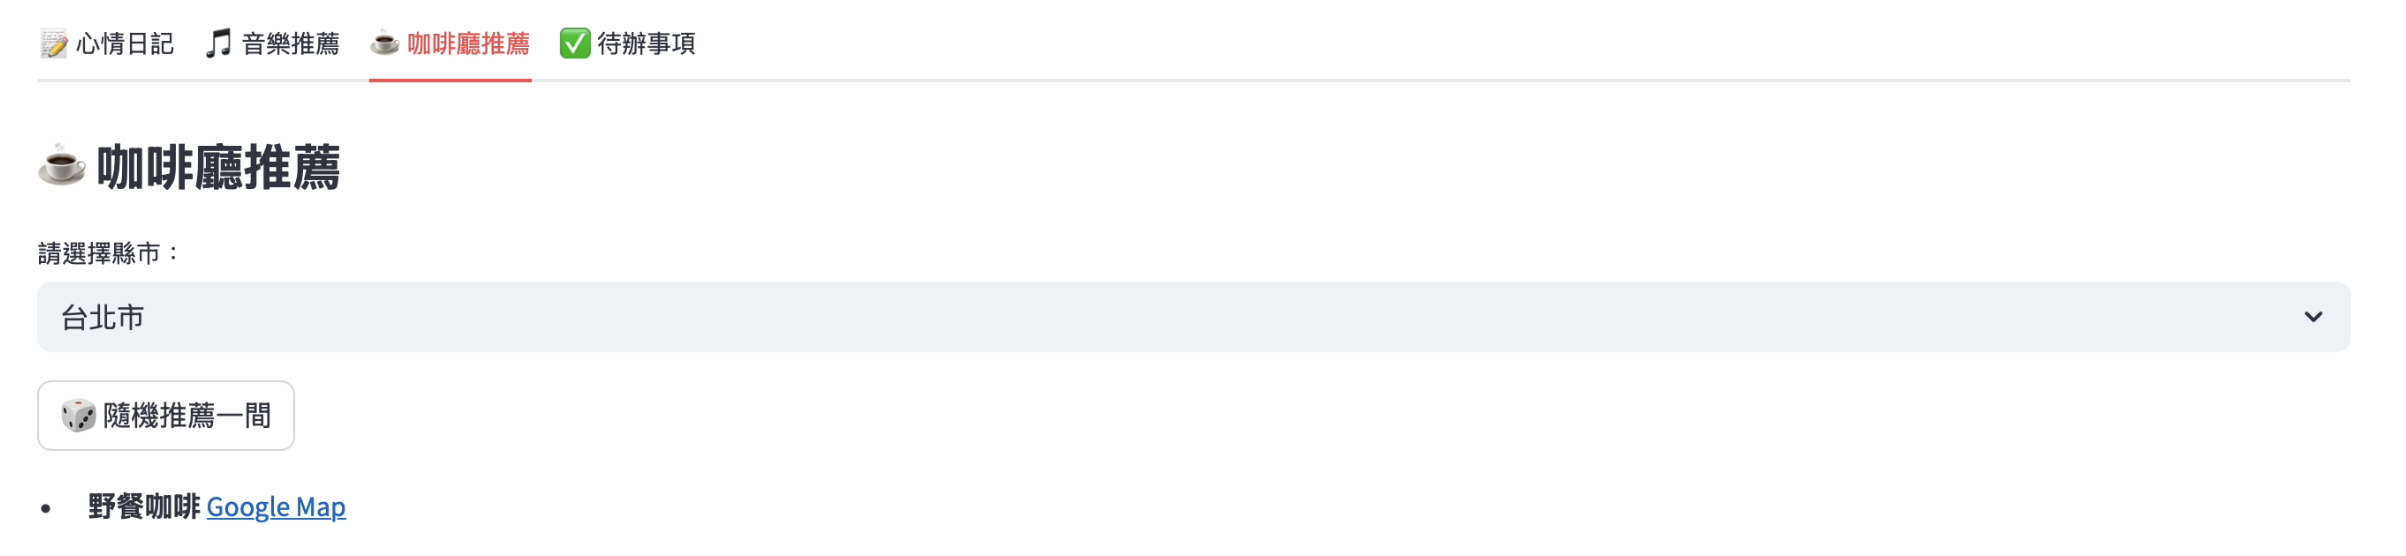 📝 心情日記 🎵 音樂推薦 ☕ 咖啡廳推薦 ✅ 待辦事項
☕ 咖啡廳推薦
請選擇縣市：
台北市
🎲 隨機推薦一間
• 野餐咖啡 Google Map